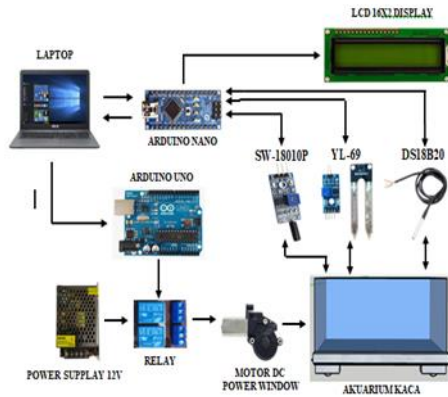 LCD 16X2 DISPLAY
LAPTOP
ARDUINO NANO
SW-18010P
YL-69
DS18B20
ARDUINO UNO
POWER SUPPLAY 12V
RELAY
MOTOR DC
POWER WINDOW
AKUARIUM KACA